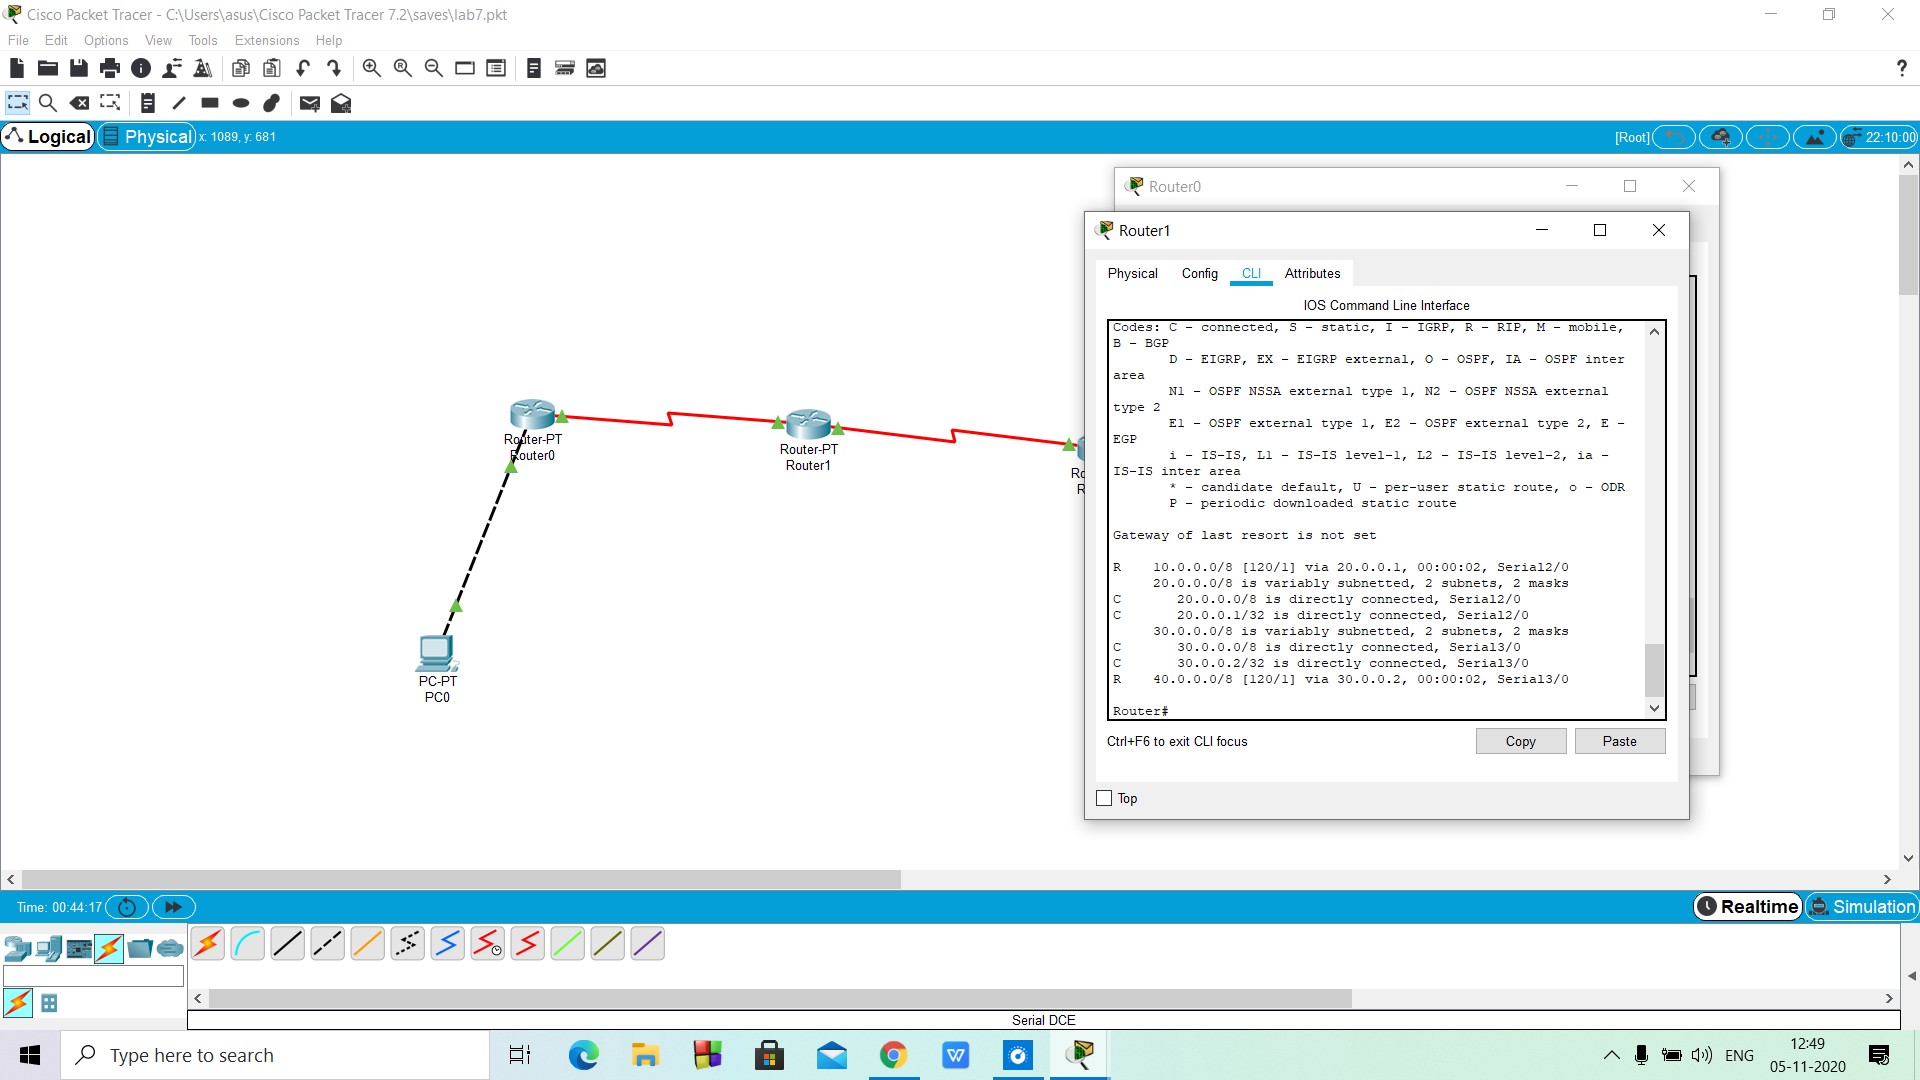 Cisco Packet Tracer - C:\Users\asus\Cisco Packet Tracer 7.2\saves\lab7.pkt
File Edit Options View Tools Extensions Help
?
Logical Physical x: 1089, y: 681
[Root] 22:10:00
Router0
Router1
Physical Config CLI Attributes
IOS Command Line Interface
Codes: C - connected, S - static, I - IGRP, R - RIP, M - mobile,
B - BGP
D - EIGRP, EX - EIGRP external, O - OSPF, IA - OSPF inter
area
N1 - OSPF NSSA external type 1, N2 - OSPF NSSA external
type 2
E1 - OSPF external type 1, E2 - OSPF external type 2, E -
EGP
i - IS-IS, L1 - IS-IS level-1, L2 - IS-IS level-2, ia -
IS-IS inter area
* - candidate default, U - per-user static route, o - ODR
P - periodic downloaded static route
Gateway of last resort is not set
R 10.0.0.0/8 [120/1] via 20.0.0.1, 00:00:02, Serial2/0
20.0.0.0/8 is variably subnetted, 2 subnets, 2 masks
C 20.0.0.0/8 is directly connected, Serial2/0
C 20.0.0.1/32 is directly connected, Serial2/0
30.0.0.0/8 is variably subnetted, 2 subnets, 2 masks
C 30.0.0.0/8 is directly connected, Serial3/0
C 30.0.0.2/32 is directly connected, Serial3/0
R 40.0.0.0/8 [120/1] via 30.0.0.2, 00:00:02, Serial3/0
Router#
Ctrl+F6 to exit CLI focus
Copy Paste
Top
Router-PT
Router0
Router-PT
Router1
Ro
R
PC-PT
PC0
Time: 00:44:17
Realtime Simulation
Serial DCE
Type here to search
ENG
12:49
05-11-2020